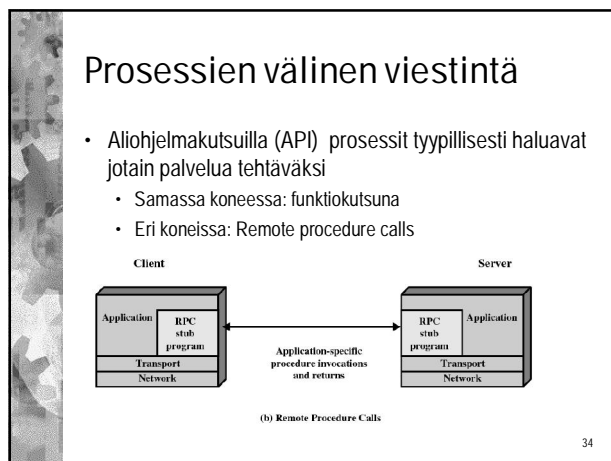 Prosessien välinen viestintä
• Aliohjelmakutsuilla (API) prosessit tyypillisesti haluavat
jotain palvelua tehtäväksi
• Samassa koneessa: funktiokutsuna
• Eri koneissa: Remote procedure calls
Client
Server
Application
RPC
stub
program
Transport
Network
Application-specific
procedure invocations
and returns
RPC
stub
program
Application
Transport
Network
(b) Remote Procedure Calls
34